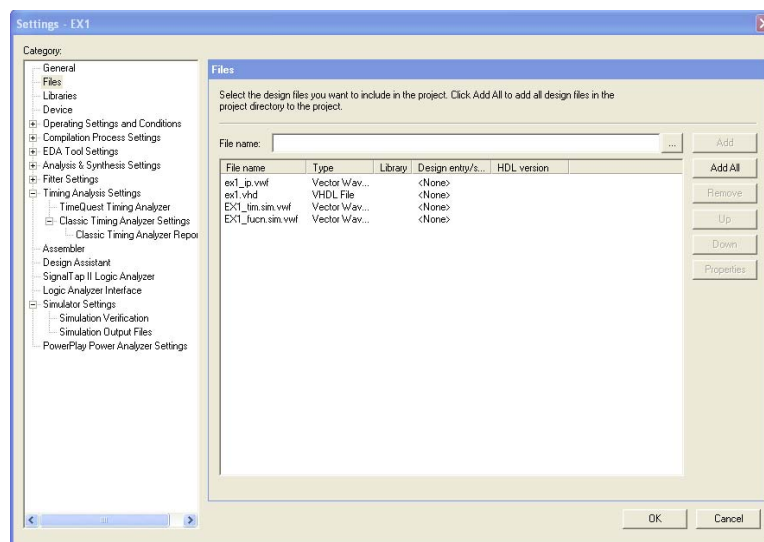 Settings - EX1
Category:
General
Files
Libraries
Device
Operating Settings and Conditions
Compilation Process Settings
EDA Tool Settings
Analysis & Synthesis Settings
Fitter Settings
Timing Analysis Settings
TimeQuest Timing Analyzer
Classic Timing Analyzer Settings
Classic Timing Analyzer Repor
Assembler
Design Assistant
SignalTap II Logic Analyzer
Logic Analyzer Interface
Simulator Settings
Simulation Verification
Simulation Output Files
PowerPlay Power Analyzer Settings
Files
Select the design files you want to include in the project. Click Add All to add all design files in the
project directory to the project.
File name: ... Add
File name Type Library Design entry/s... HDL version Add All
ex1_ip.vwf Vector Wav... <None>
ex1.vhd VHDL File <None>
EX1_tim.sim.vwf Vector Wav... <None>
EX1_fucn.sim.vwf Vector Wav... <None>
Remove
Up
Down
Properties
OK Cancel